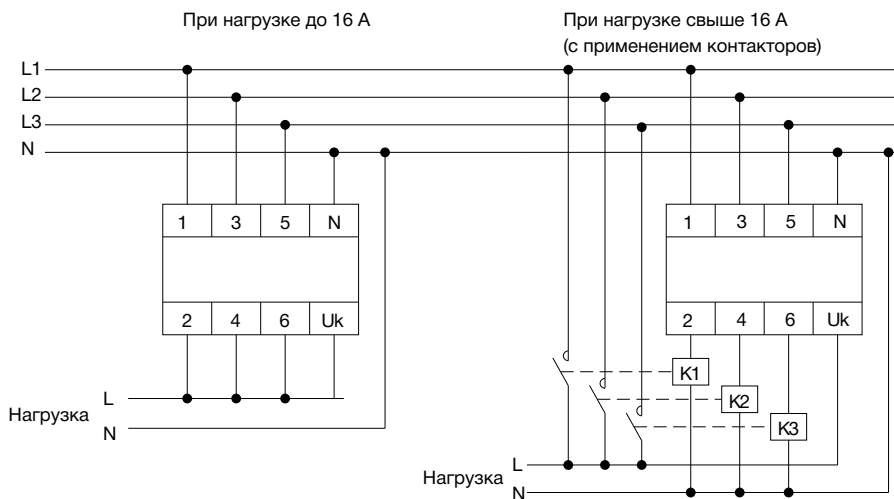 При нагрузке до 16 А
При нагрузке свыше 16 А
(с применением контакторов)
L1
L2
L3
N
1 3 5 N
2 4 6 Uk
1 3 5 N
2 4 6 Uk
K1
K2
K3
L
Нагрузка
N
L
Нагрузка
N